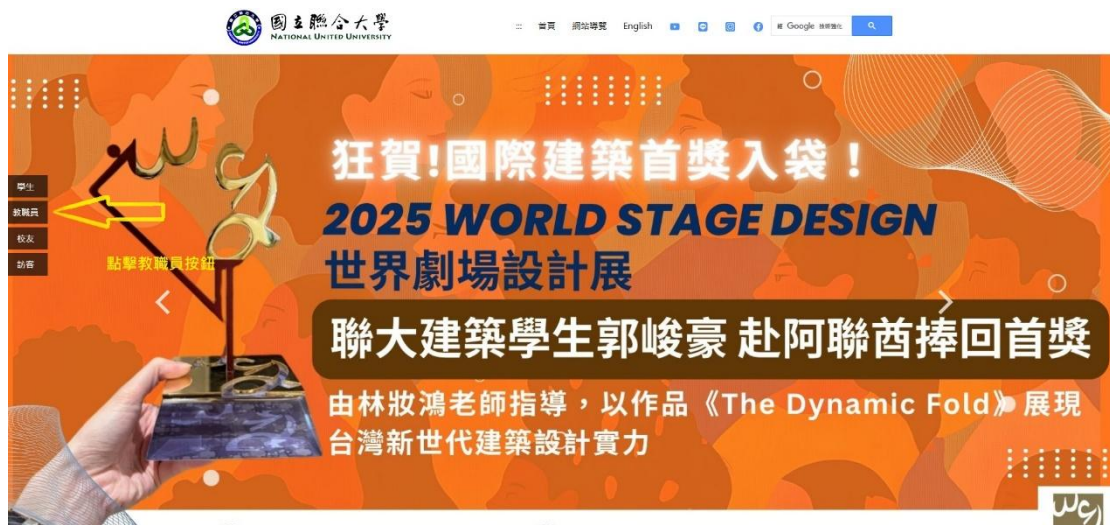 國立聯合大學
NATIONAL UNITED UNIVERSITY
::: 首頁 網站導覽 English
Google
狂賀!國際建築首獎入袋！
學生
教職員
2025 WORLD STAGE DESIGN
校友
訪客
點擊教職員按鈕
世界劇場設計展
聯大建築學生郭峻豪 赴阿聯酋捧回首獎
由林妝鴻老師指導，以作品《The Dynamic Fold》展現
台灣新世代建築設計實力